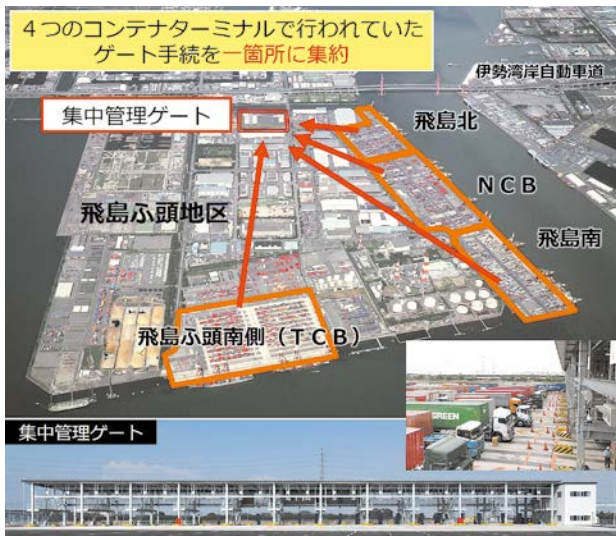 ４つのコンテナターミナルで行われていた
ゲート手続を一箇所に集約
伊勢湾岸自動車道
集中管理ゲート
飛島北
ＮＣＢ
飛島ふ頭地区
飛島南
飛島ふ頭南側（ＴＣＢ）
GREEN
集中管理ゲート